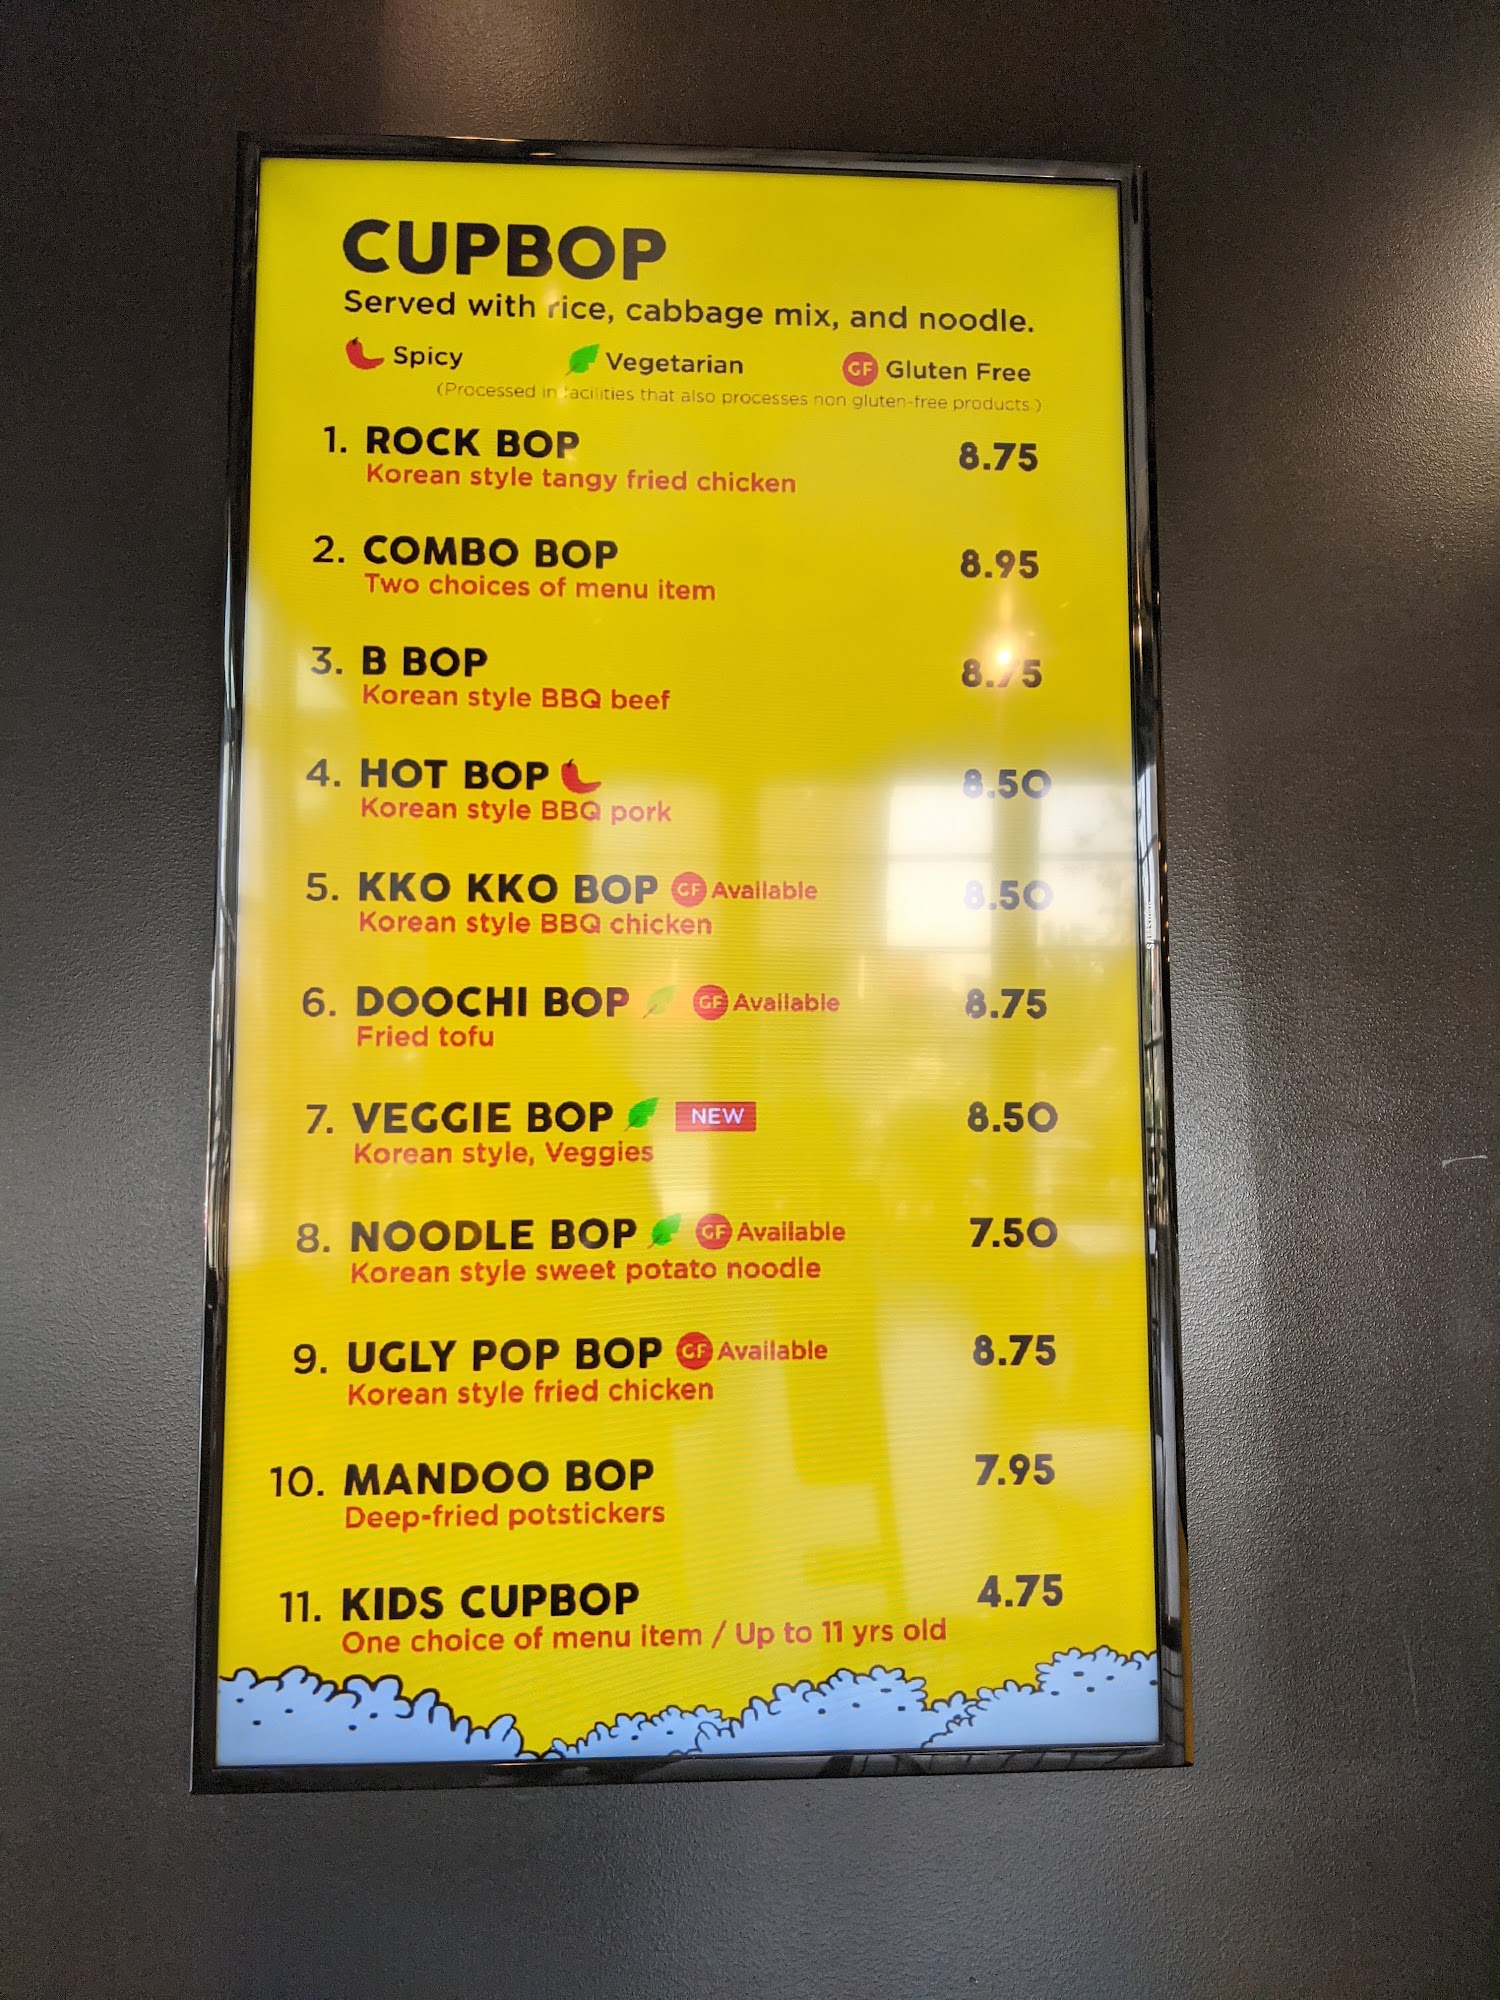 CUPBOP
Served with rice, cabbage mix, and noodle.
Spicy Vegetarian GF Gluten Free
(Processed in facilities that also processes non gluten-free products.)
1. ROCK BOP 8.75
Korean style tangy fried chicken
2. COMBO BOP 8.95
Two choices of menu item
3. B BOP 8.75
Korean style BBQ beef
4. HOT BOP 8.50
Korean style BBQ pork
5. KKO KKO BOP GF Available 8.50
Korean style BBQ chicken
6. DOOCHI BOP GF Available 8.75
Fried tofu
7. VEGGIE BOP NEW 8.50
Korean style, Veggies
8. NOODLE BOP GF Available 7.50
Korean style sweet potato noodle
9. UGLY POP BOP GF Available 8.75
Korean style fried chicken
10. MANDOO BOP 7.95
Deep-fried potstickers
11. KIDS CUPBOP 4.75
One choice of menu item / Up to 11 yrs old
SAMSUNG